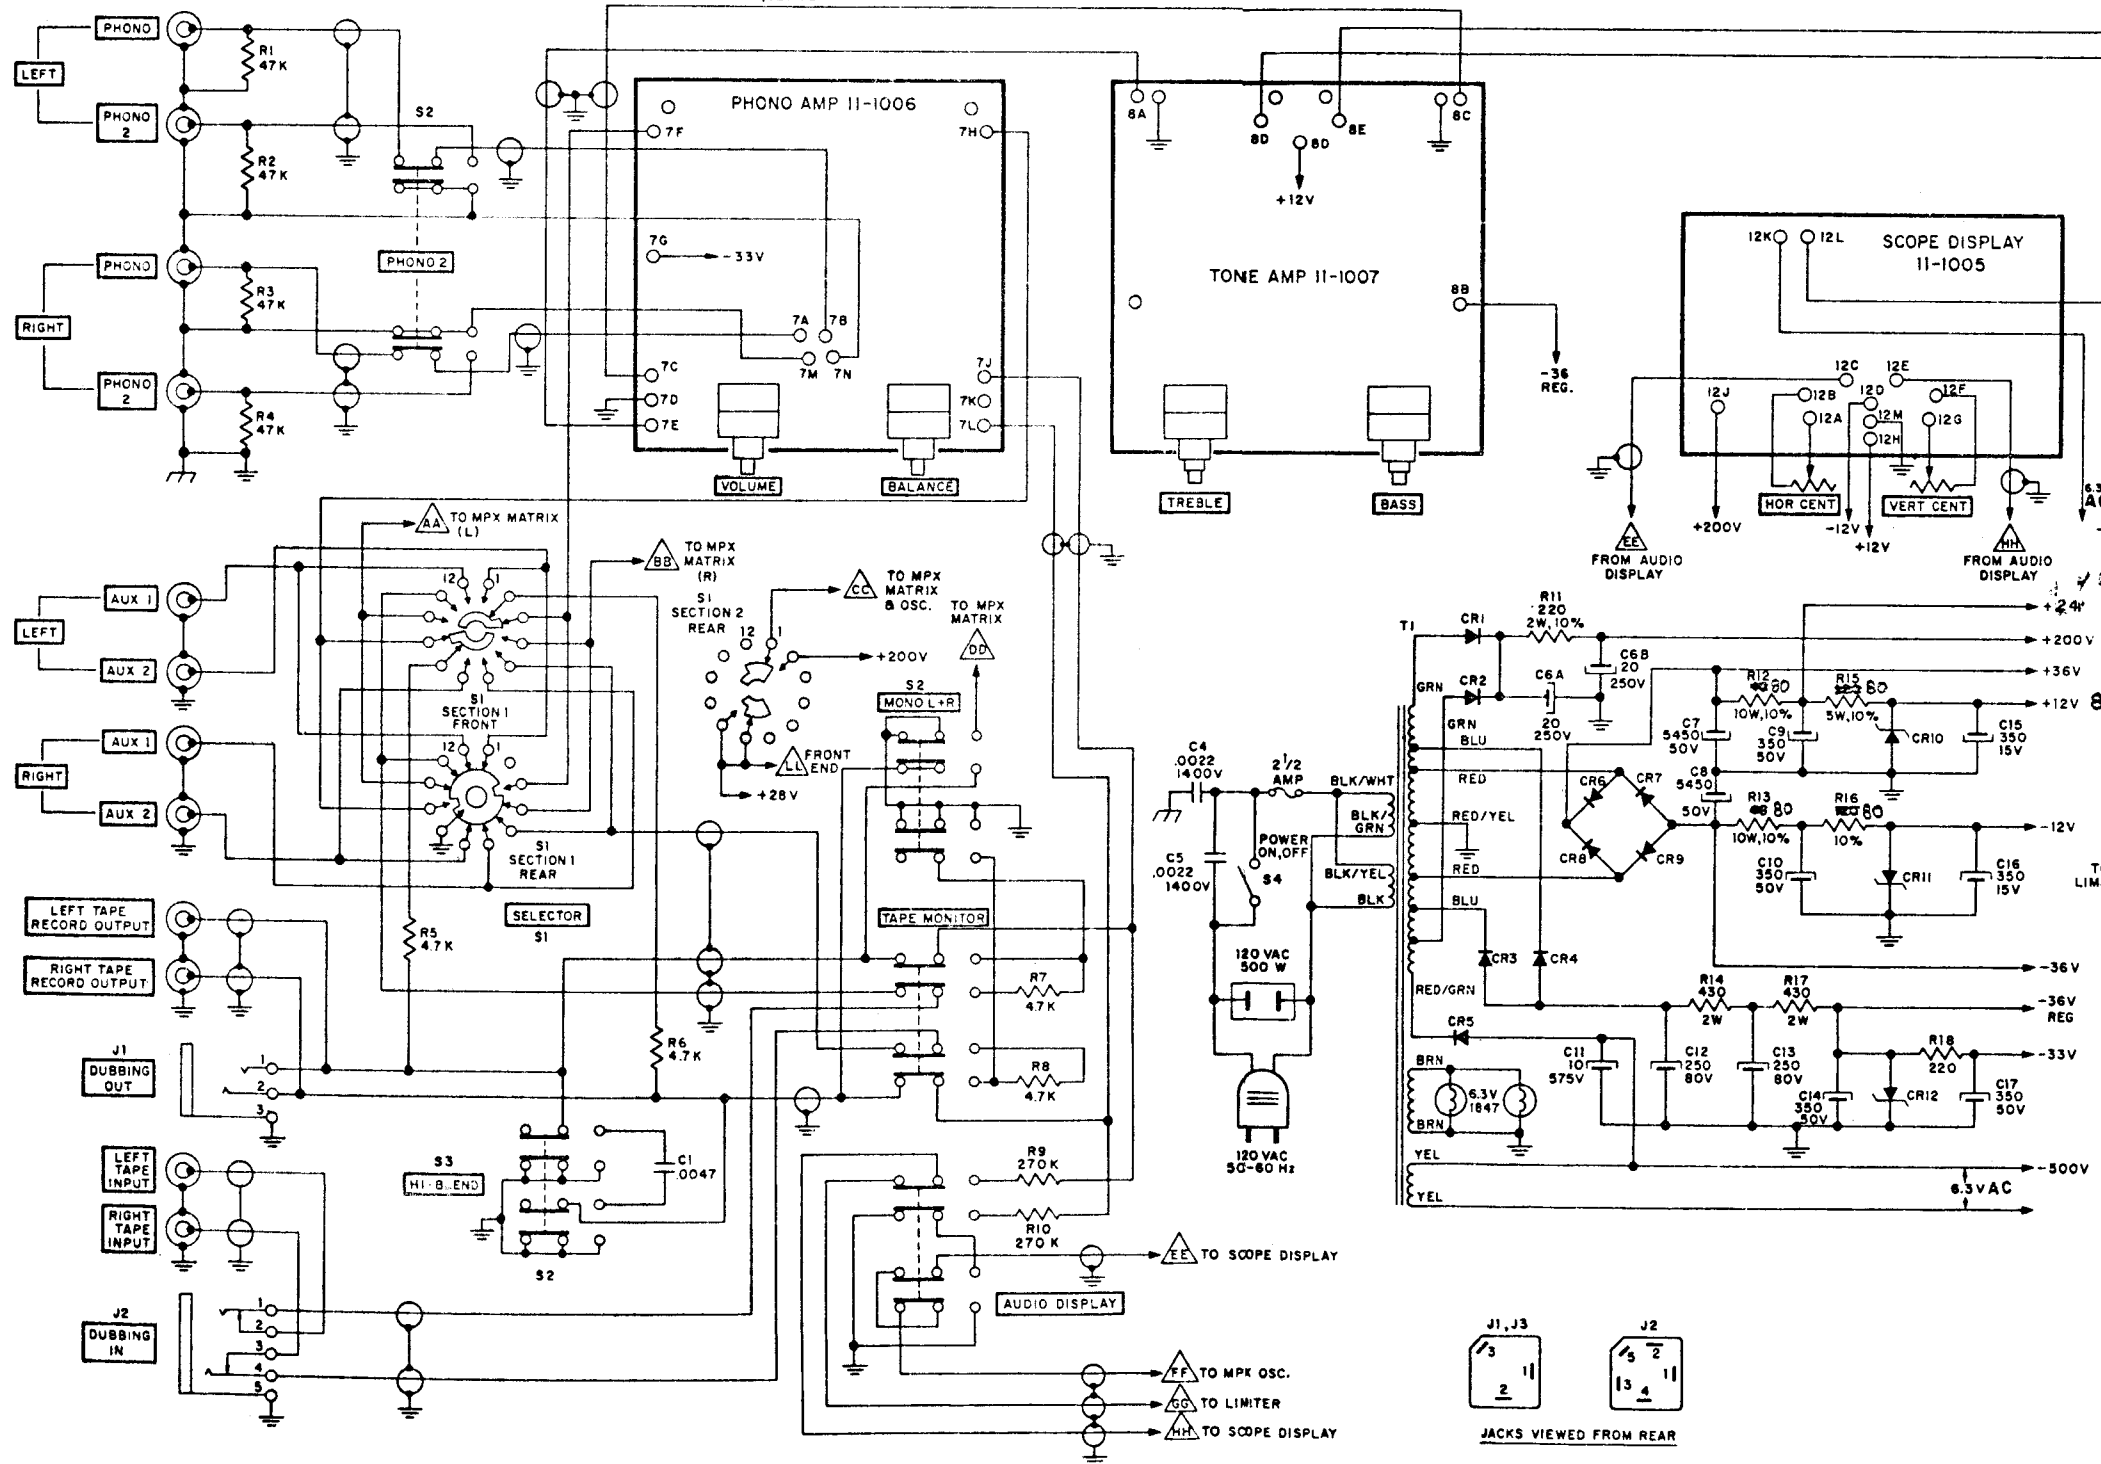 PHONO
LEFT
PHONO
2
R1
47K
R2
47K
S2
PHONO 2
PHONO
RIGHT
PHONO
2
R3
47K
R4
47K
PHONO AMP 11-1006
7F
7H
7G
-33V
7A
7B
7M
7N
7C
7D
7E
7J
7K
7L
VOLUME
BALANCE
8A
8D
8E
8C
8D
+12V
TONE AMP 11-1007
8B
-36
REG.
TREBLE
BASS
12K
12L
SCOPE DISPLAY
11-1005
12C
12E
12J
12B
12D
12F
12A
12M
12G
12H
HOR CENT
VERT CENT
+200V
-12V
+12V
EE
FROM AUDIO
DISPLAY
HH
FROM AUDIO
DISPLAY
AA
TO MPX MATRIX
(L)
BB
TO MPX
MATRIX
(R)
S1
SECTION 2
REAR
CC
TO MPX
MATRIX
& OSC.
TO MPX
MATRIX
DD
12
1
+200V
LL
FRONT
END
+28V
AUX 1
LEFT
AUX 2
AUX 1
RIGHT
AUX 2
12
1
S1
SECTION 1
FRONT
12
1
S1
SECTION 1
REAR
SELECTOR
S1
S2
MONO L+R
TAPE MONITOR
LEFT TAPE
RECORD OUTPUT
RIGHT TAPE
RECORD OUTPUT
R5
4.7K
R6
4.7K
R7
4.7K
R8
4.7K
J1
DUBBING
OUT
1
2
3
LEFT
TAPE
INPUT
RIGHT
TAPE
INPUT
S3
HI-BLEND
C1
.0047
S2
J2
DUBBING
IN
1
2
3
4
5
R9
270K
R10
270K
EE
TO SCOPE DISPLAY
AUDIO DISPLAY
FF
TO MPX OSC.
GG
TO LIMITER
HH
TO SCOPE DISPLAY
C4
.0022
1400V
2 1/2
AMP
C5
.0022
1400V
POWER
ON,OFF
S4
BLK/WHT
BLK/
GRN
BLK/YEL
BLK
120 VAC
500 W
120 VAC
50-60 Hz
T1
GRN
GRN
BLU
RED
RED/YEL
RED
BLU
RED/GRN
BRN
BRN
YEL
YEL
CR1
CR2
R11
220
2W,10%
C6B
20
250V
C6A
20
250V
CR6
CR7
CR8
CR9
C7
5450
50V
C8
5450
50V
R12
80
10W,10%
R15
80
5W,10%
C9
350
50V
CR10
C15
350
15V
R13
80
10W,10%
R16
80
10%
C10
350
50V
CR11
C16
350
15V
CR3
CR4
CR5
R14
430
2W
R17
430
2W
R18
220
C11
10
575V
C12
250
80V
C13
250
80V
C14
350
50V
CR12
C17
350
50V
6.3V
1847
+200V
+36V
+12V
-12V
-36V
-36V
REG
-33V
-500V
6.3VAC
J1,J3
3
1
2
J2
5
2
3
1
4
JACKS VIEWED FROM REAR